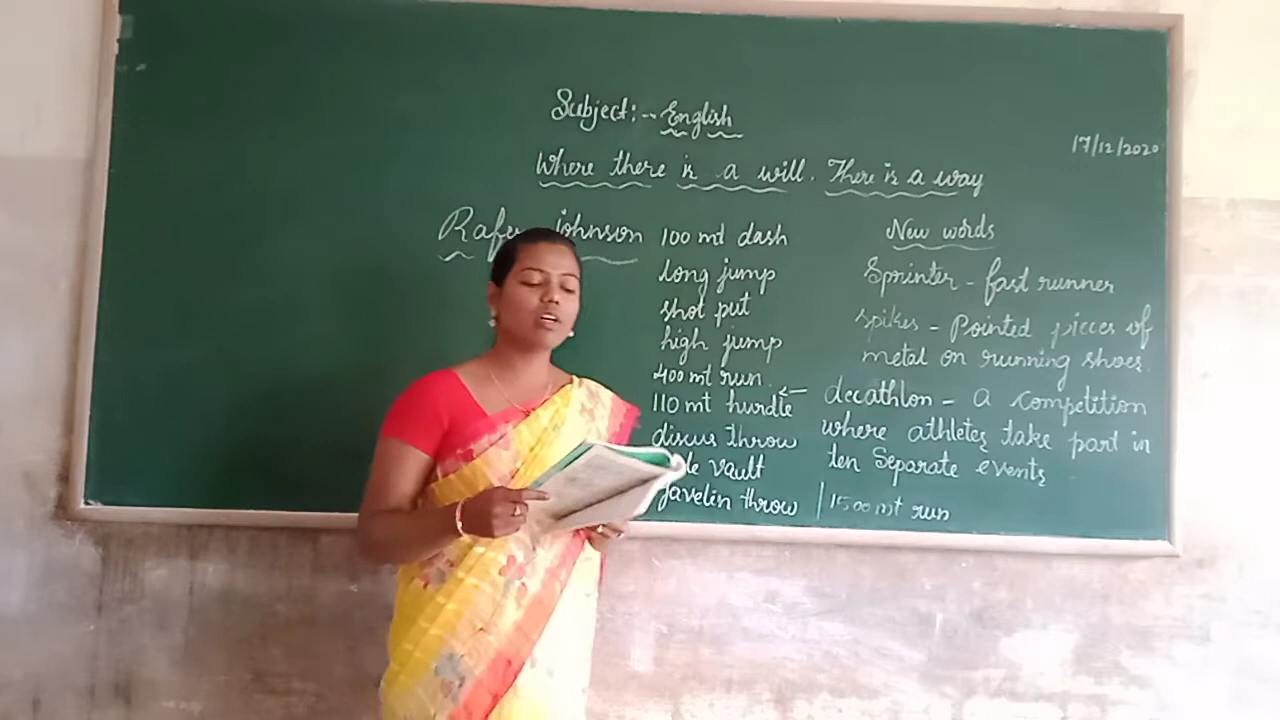 Subject:-- English
17/12/2020
Where there is a will. There is a way
Rafer Johnson
100 mt dash
long jump
shot put
high jump
400 mt run.
110 mt hurdle
discus throw
vault
javelin throw | 1500 mt run
New words
Sprinter - fast runner
spikes - Pointed pieces of
metal on running shoes.
← decathlon - a competition
where athletes take part in
ten Separate events